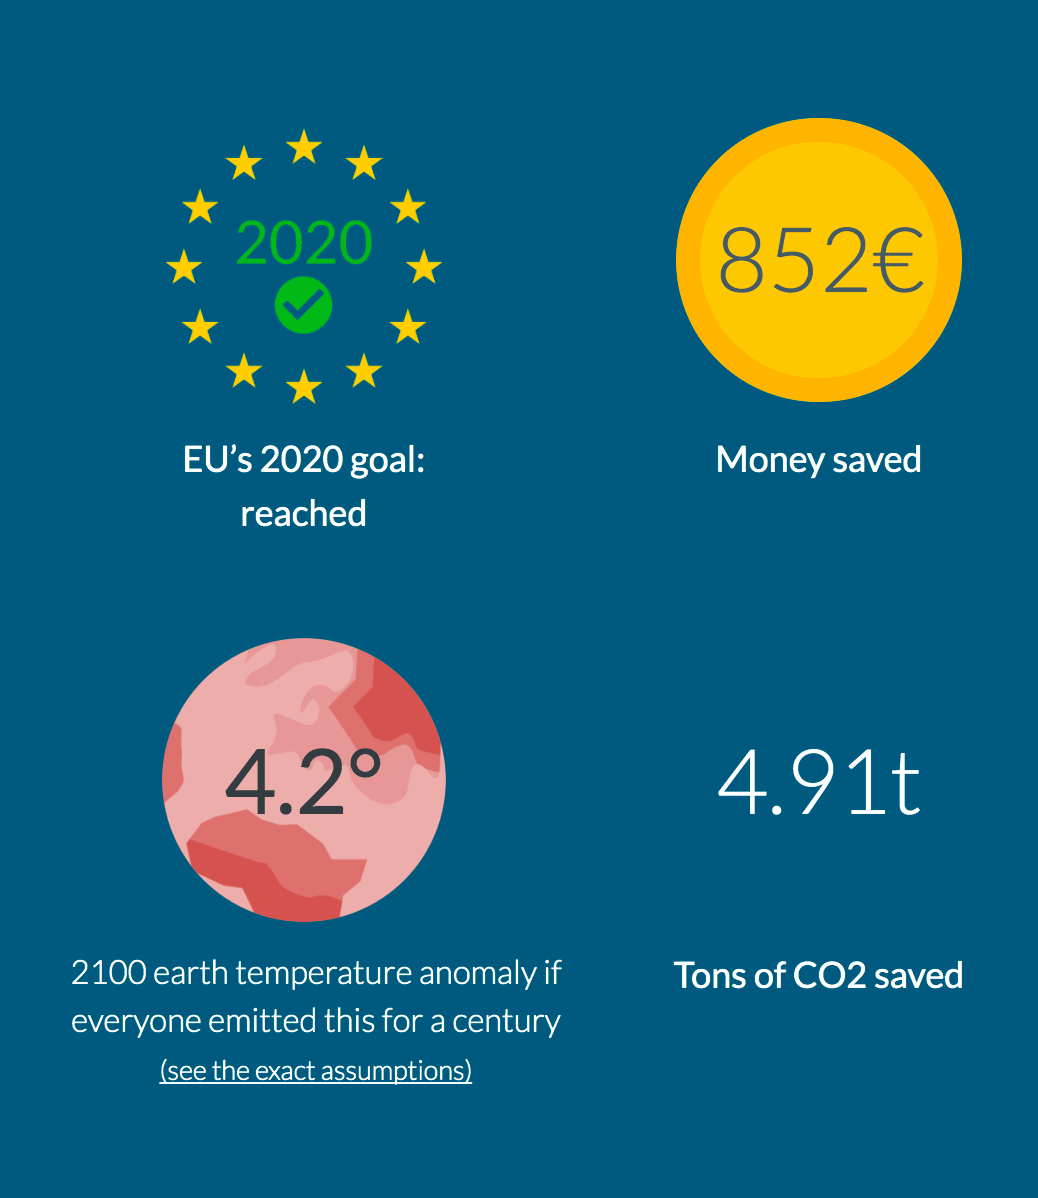 2020
EU's 2020 goal:
reached
852€
Money saved
4.2°
2100 earth temperature anomaly if
everyone emitted this for a century
(see the exact assumptions)
4.91t
Tons of CO2 saved